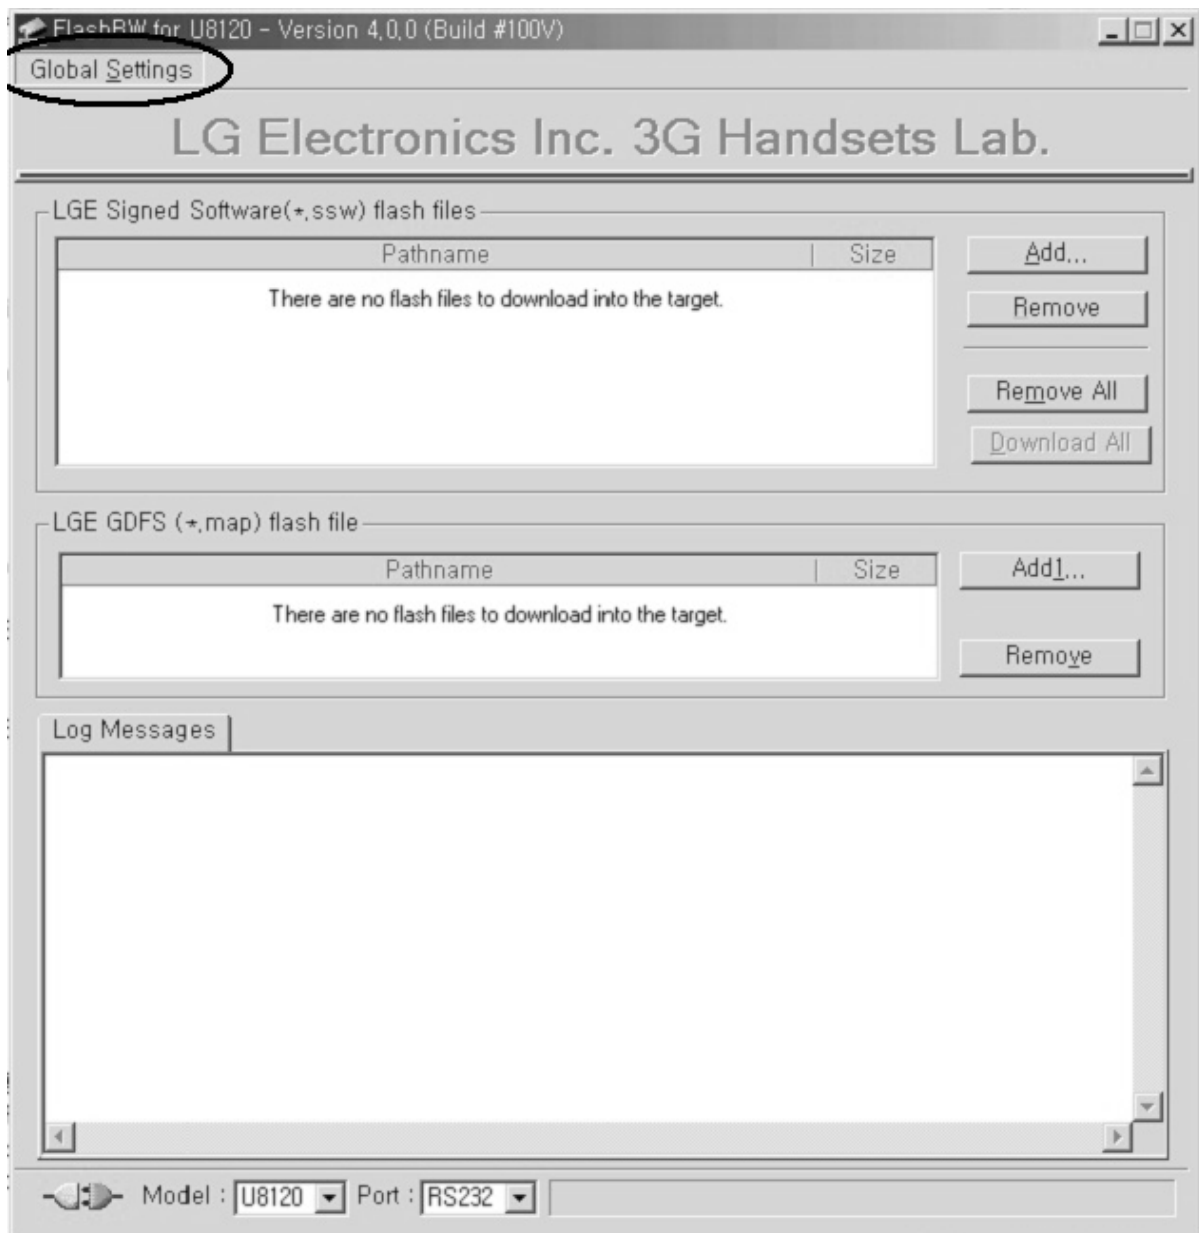 FlashRW for U8120 - Version 4,0,0 (Build #100V)
Global Settings
LG Electronics Inc. 3G Handsets Lab.
LGE Signed Software(*,ssw) flash files
Pathname | Size
There are no flash files to download into the target.
Add...
Remove
Remove All
Download All
LGE GDFS (*,map) flash file
Pathname | Size
There are no flash files to download into the target.
Add1...
Remove
Log Messages
Model : U8120 Port : RS232